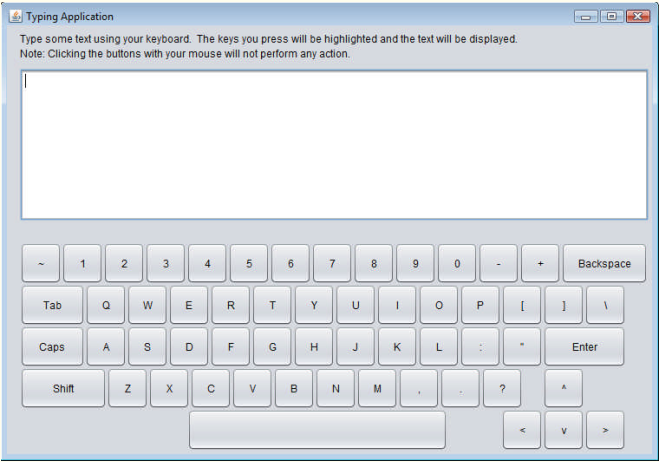 Typing Application
Type some text using your keyboard. The keys you press will be highlighted and the text will be displayed.
Note: Clicking the buttons with your mouse will not perform any action.
~ 1 2 3 4 5 6 7 8 9 0 - + Backspace
Tab Q W E R T Y U I O P [ ] \
Caps A S D F G H J K L : " Enter
Shift Z X C V B N M , . ? ^
< v >